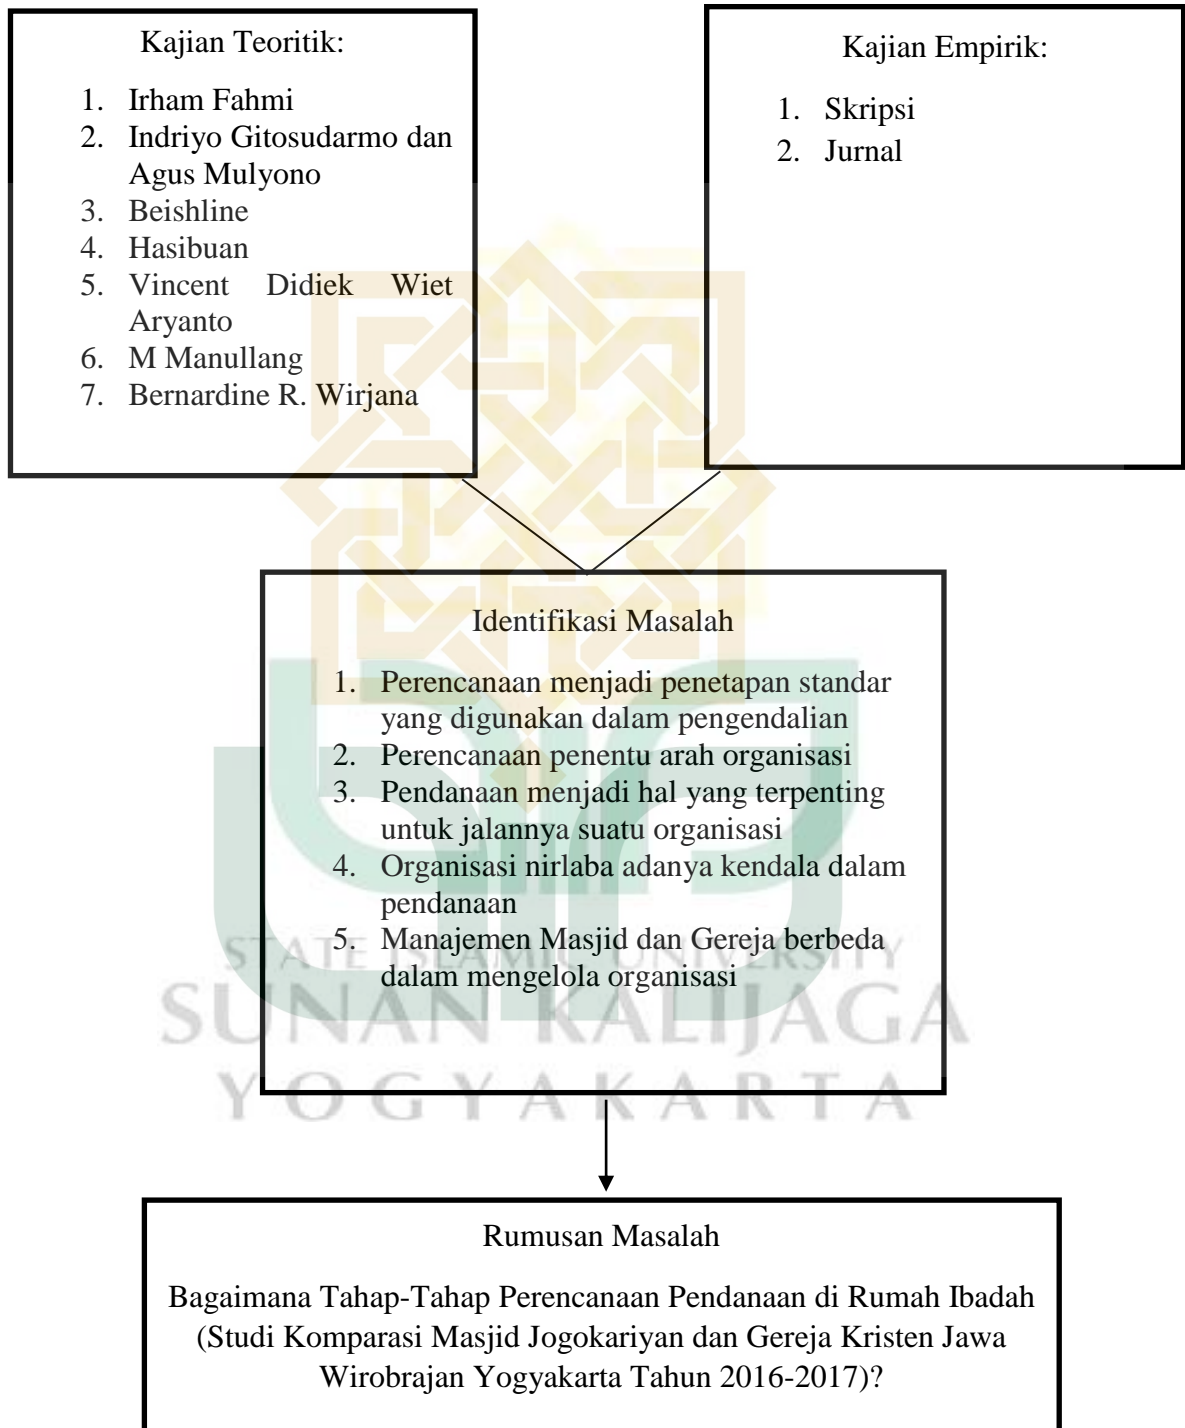 Kajian Teoritik:
1. Irham Fahmi
2. Indriyo Gitosudarmo dan
Agus Mulyono
3. Beishline
4. Hasibuan
5. Vincent Didiek Wiet
Aryanto
6. M Manullang
7. Bernardine R. Wirjana
Kajian Empirik:
1. Skripsi
2. Jurnal
Identifikasi Masalah
1. Perencanaan menjadi penetapan standar
yang digunakan dalam pengendalian
2. Perencanaan penentu arah organisasi
3. Pendanaan menjadi hal yang terpenting
untuk jalannya suatu organisasi
4. Organisasi nirlaba adanya kendala dalam
pendanaan
5. Manajemen Masjid dan Gereja berbeda
dalam mengelola organisasi
STATE ISLAMIC UNIVERSITY
SUNAN KALIJAGA
YOGYAKARTA
Rumusan Masalah
Bagaimana Tahap-Tahap Perencanaan Pendanaan di Rumah Ibadah
(Studi Komparasi Masjid Jogokariyan dan Gereja Kristen Jawa
Wirobrajan Yogyakarta Tahun 2016-2017)?